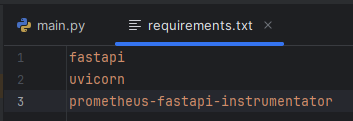 main.py
requirements.txt
1 fastapi
2 uvicorn
3 prometheus-fastapi-instrumentator